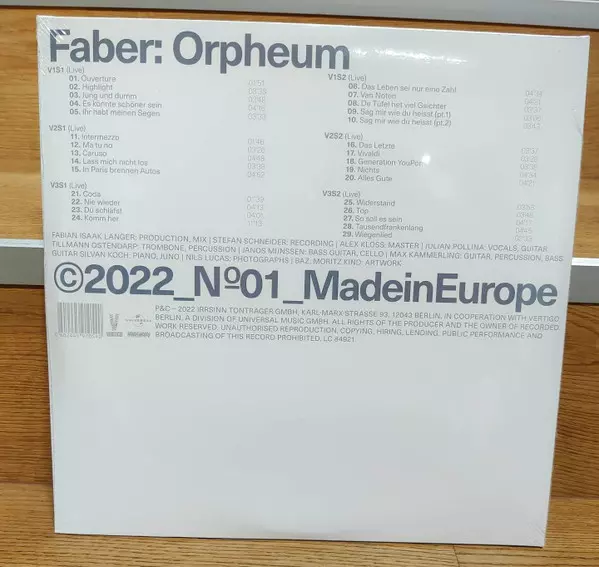 Faber: Orpheum
V1S1 (Live)
01. Ouverture
02. Highlight
03. Jung und dumm
04. Es könnte schöner sein
05. Ihr habt meinen Segen
V2S1 (Live)
11. Intermezzo
12. Ma tu no
13. Caruso
14. Lass mich nicht los
15. In Paris brennen Autos
V3S1 (Live)
21. Coda
22. Nie wieder
23. Du schläfst
24. Komm her
V1S2 (Live)
06. Das Leben sei nur eine Zahl
07. Ven Noten
08. De Tüfel het viel Gsichter
09. Sag mir wie du heisst (pt.1)
10. Sag mir wie du heisst (pt.2)
V2S2 (Live)
16. Das Letzte
17. Vivaldi
18. Generation YouPorn
19. Nichts
20. Alles Gute
V3S2 (Live)
25. Widerstand
26. Top
27. So soll es sein
28. Tausendfrankenlang
29. Wiegenlied
FABIAN ISAAK LANGER: PRODUCTION, MIX | STEFAN SCHNEIDER: RECORDING | ALEX KLOSS: MASTER | JULIAN POLLINA: VOCALS, GUITAR
TILLMANN OSTENDARP: TROMBONE, PERCUSSION | JANOS MIJNSSEN: BASS GUITAR, CELLO | MAX KÄMMERLING: GUITAR, PERCUSSION, BASS
GUITAR SILVAN KOCH: PIANO, JUNO | NILS LUCAS: PHOTOGRAPHS | BAZ, MORITZ KIND: ARTWORK
©2022_Nº01_MadeinEurope
P&C – 2022 IRRSINN TONTRÄGER GMBH, KARL-MARX STRASSE 93, 12043 BERLIN, IN COOPERATION WITH VERTIGO
BERLIN, A DIVISION OF UNIVERSAL MUSIC GMBH. ALL RIGHTS OF THE PRODUCER AND THE OWNER OF RECORDED
WORK RESERVED. UNAUTHORISED REPRODUCTION, COPYING, HIRING, LENDING, PUBLIC PERFORMANCE AND
BROADCASTING OF THIS RECORD PROHIBITED. LC 84921